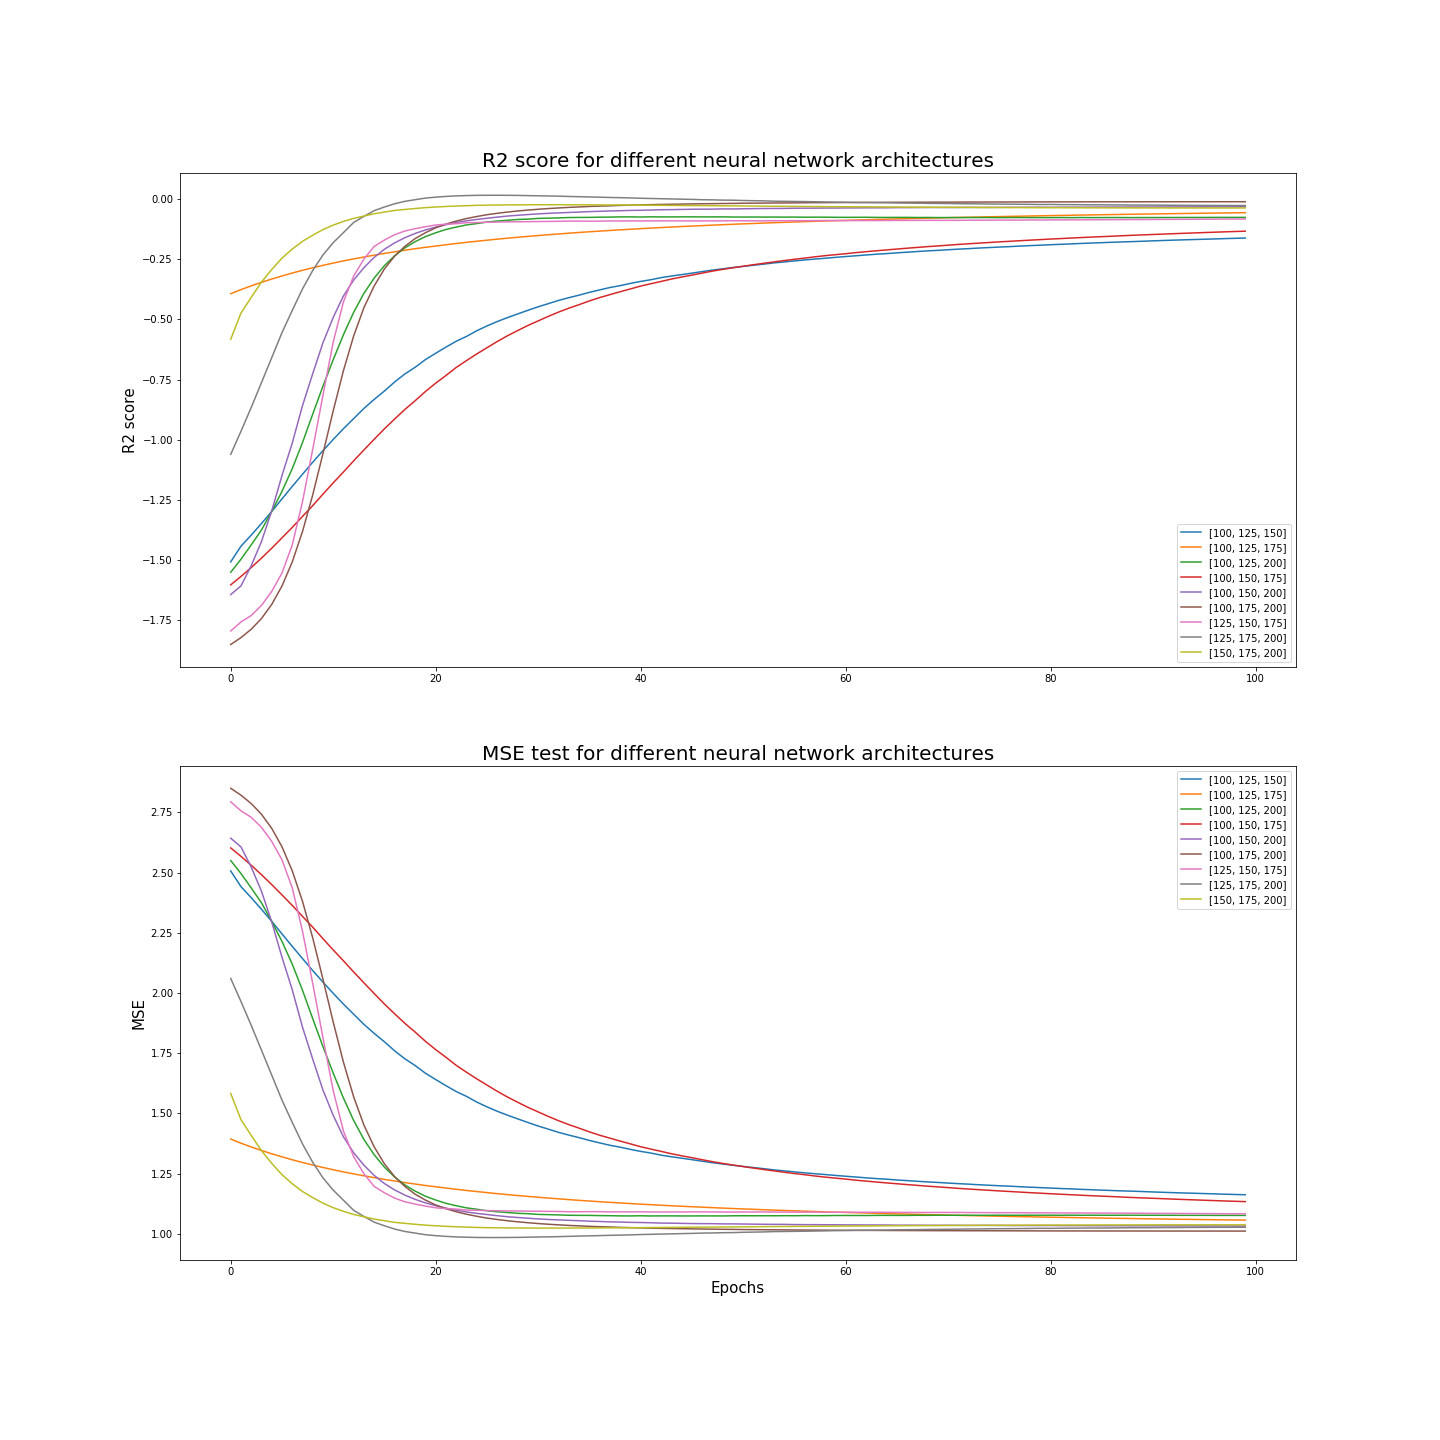 R2 score for different neural network architectures
0.00
−0.25
−0.50
−0.75
−1.00
−1.25
−1.50
−1.75
R2 score
[100, 125, 150]
[100, 125, 175]
[100, 125, 200]
[100, 150, 175]
[100, 150, 200]
[100, 175, 200]
[125, 150, 175]
[125, 175, 200]
[150, 175, 200]
0 20 40 60 80 100
MSE test for different neural network architectures
2.75
2.50
2.25
2.00
1.75
1.50
1.25
1.00
MSE
[100, 125, 150]
[100, 125, 175]
[100, 125, 200]
[100, 150, 175]
[100, 150, 200]
[100, 175, 200]
[125, 150, 175]
[125, 175, 200]
[150, 175, 200]
0 20 40 60 80 100
Epochs